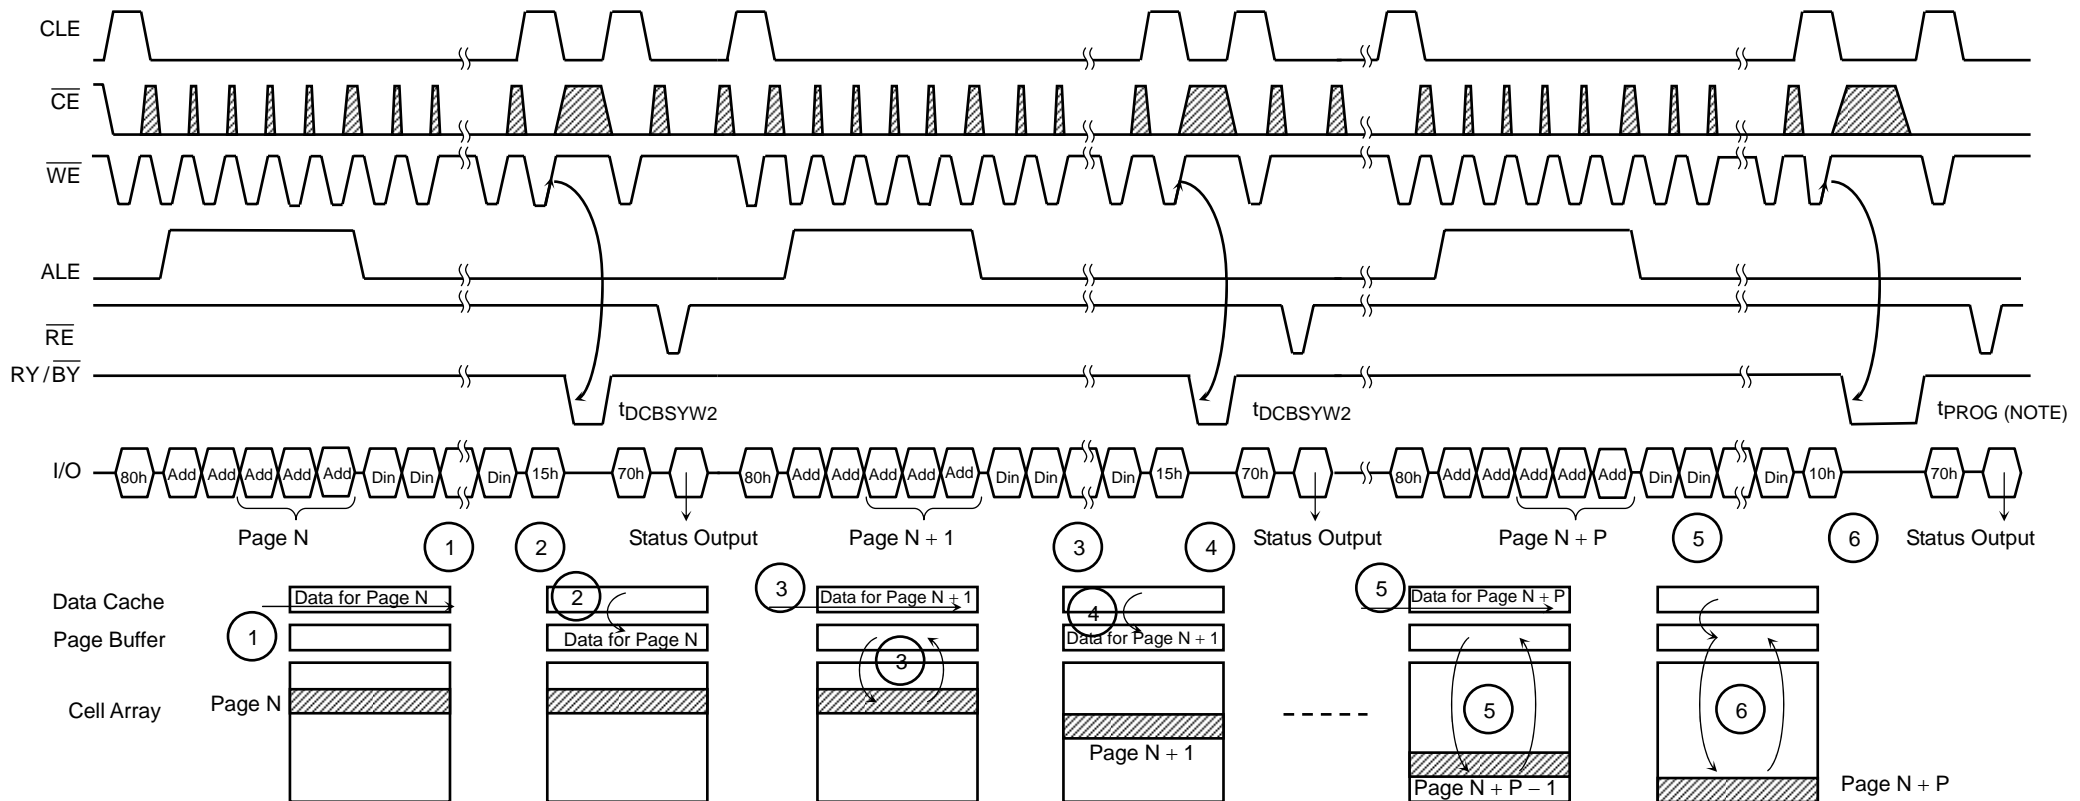 CLE
CE
WE
ALE
RE
RY/BY
tDCBSYW2 tDCBSYW2 tPROG (NOTE)
I/O 80h Add Add Add Add Add Din Din Din 15h 70h 80h Add Add Add Add Add Din Din Din 15h 70h 80h Add Add Add Add Add Din Din Din 10h 70h
Page N 1 2 Status Output Page N + 1 3 4 Status Output Page N + P 5 6 Status Output
Data Cache Data for Page N 2 3 Data for Page N + 1 4 5 Data for Page N + P
Page Buffer 1 Data for Page N 3 Data for Page N + 1
Cell Array Page N 5 6
Page N + 1
Page N + P − 1 Page N + P